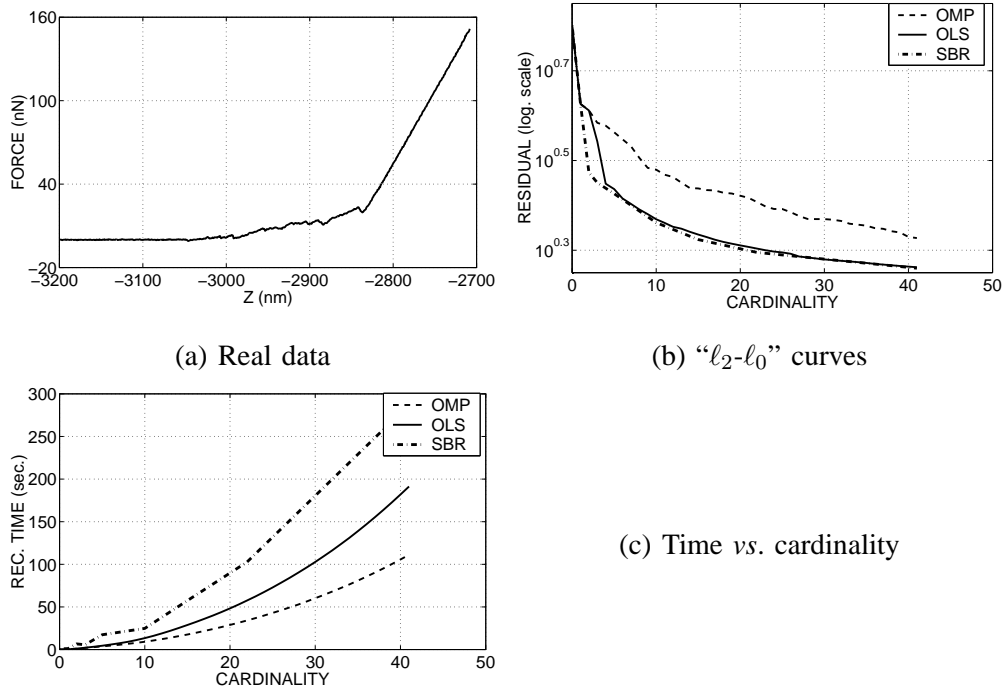 160
100
40
−20
FORCE (nN)
−3200 −3100 −3000 −2900 −2800 −2700
Z (nm)
(a) Real data
OMP
OLS
SBR
10^0.7
10^0.5
10^0.3
RESIDUAL (log. scale)
0 10 20 30 40 50
CARDINALITY
(b) “ℓ2-ℓ0” curves
300
250
200
150
100
50
0
REC. TIME (sec.)
OMP
OLS
SBR
0 10 20 30 40 50
CARDINALITY
(c) Time vs. cardinality